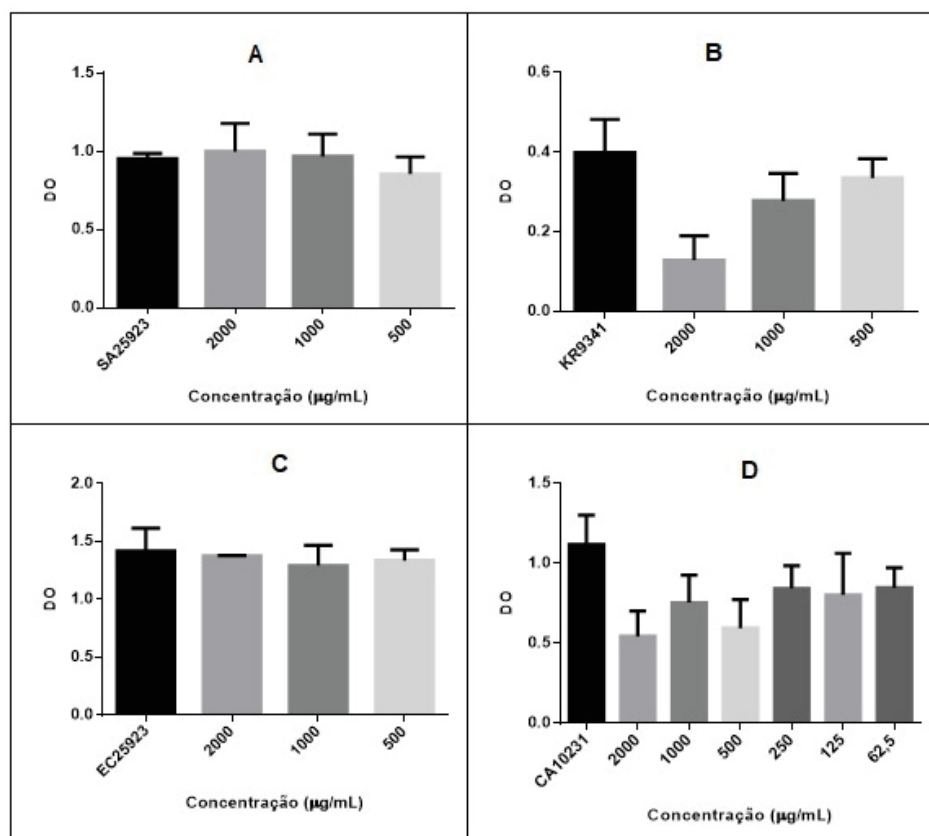 A
1.5
1.0
0.5
0.0
DO
SA25923
2000
1000
500
Concentração (µg/mL)
B
0.6
0.4
0.2
0.0
DO
KR9341
2000
1000
500
Concentração (µg/mL)
C
2.0
1.5
1.0
0.5
0.0
DO
EC25923
2000
1000
500
Concentração (µg/mL)
D
1.5
1.0
0.5
0.0
DO
CA10231
2000
1000
500
250
125
62,5
Concentração (µg/mL)